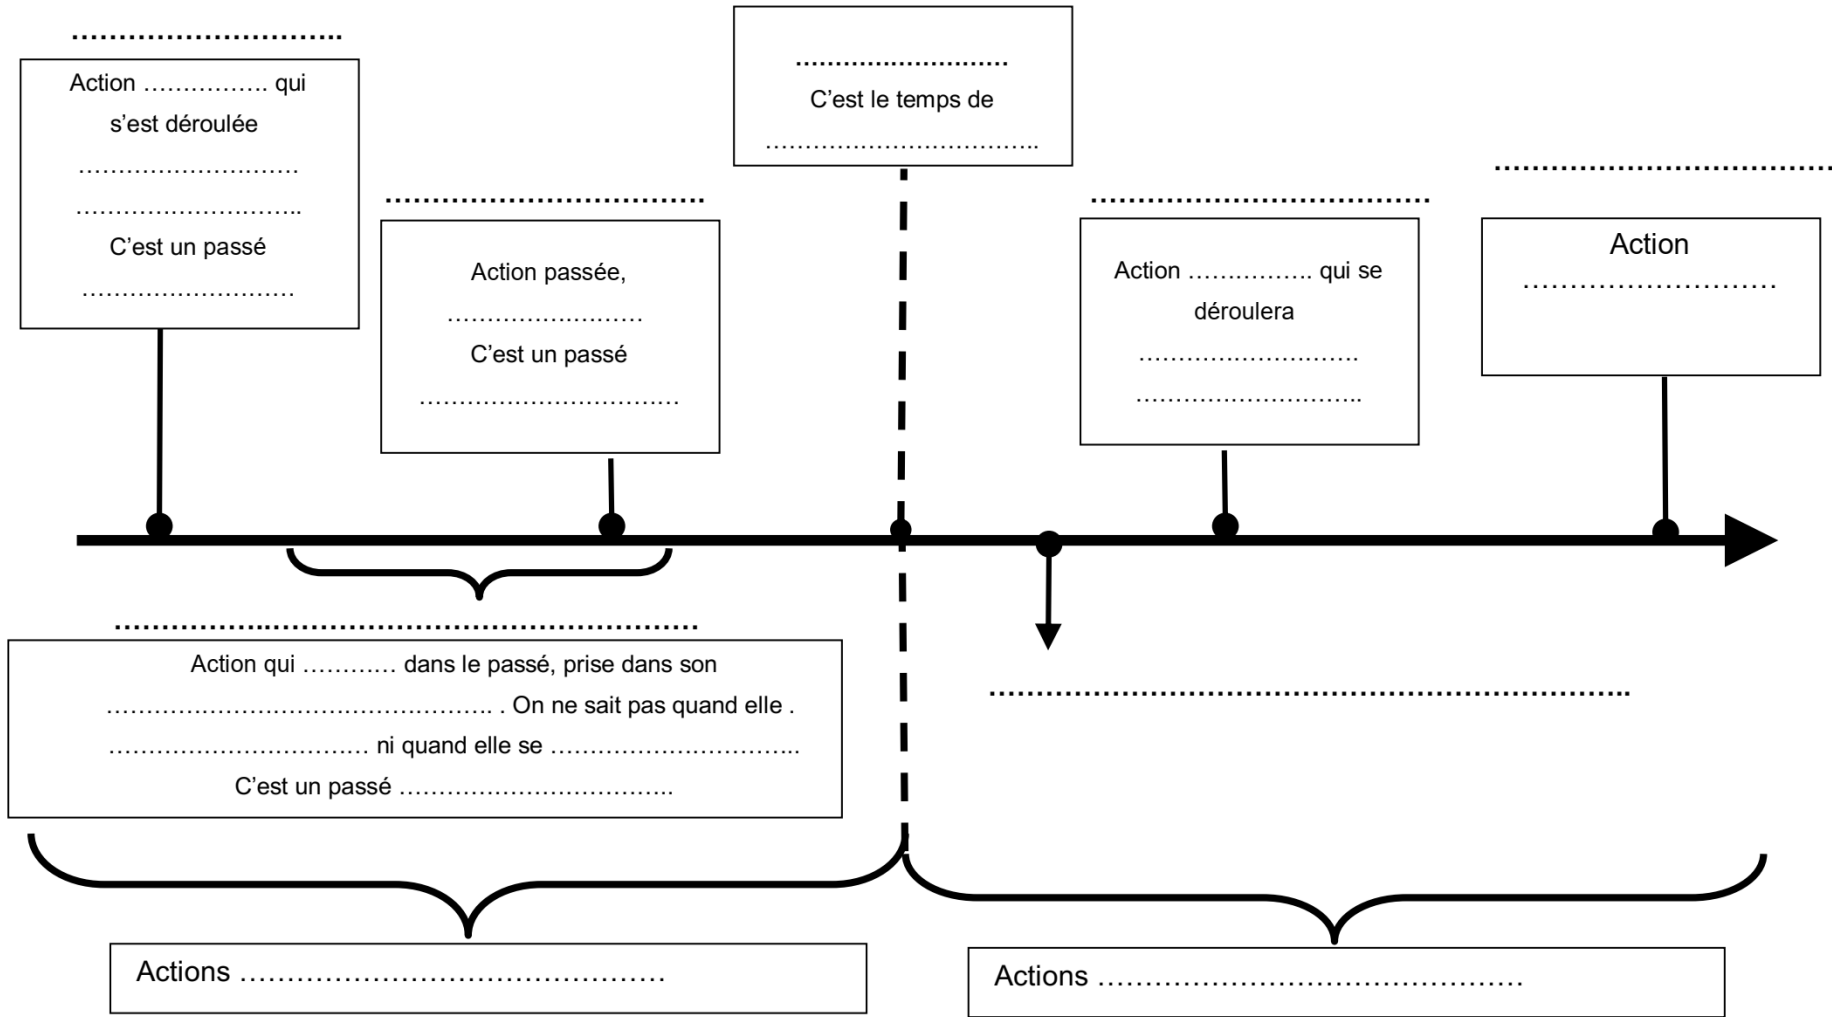 …………………………..
Action ……………. qui
s’est déroulée
……………………….
………………………..
C’est un passé
………………………
……………………………….
Action passée,
……………………
C’est un passé
……………………………
……………………..
C’est le temps de
……………………………..
…………………………………
Action ……………. qui se
déroulera
……………………….
………………………..
…………………………………
Action
………………………
……………………………………………………………
Action qui ………… dans le passé, prise dans son
…………………………………………. . On ne sait pas quand elle .
…………………………… ni quand elle se …………………………..
C’est un passé ……………………………..
…………………………………………………………………..
Actions ………………………………………
Actions ………………………………………